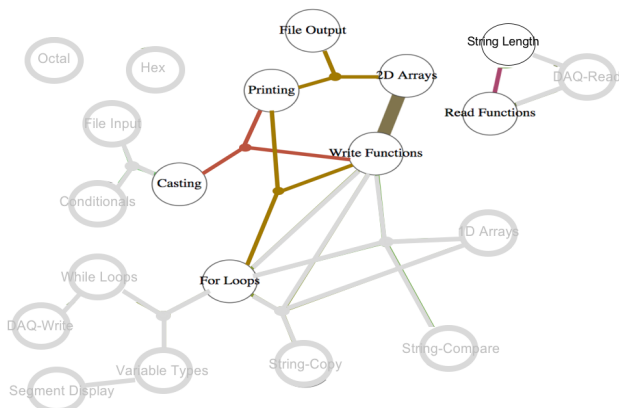 File Output
String Length
Octal
Hex
2D Arrays
DAQ-Read
Printing
Read Functions
File Input
Write Functions
Casting
Conditionals
1D Arrays
While Loops
For Loops
DAQ-Write
String-Compare
String-Copy
Variable Types
Segment Display